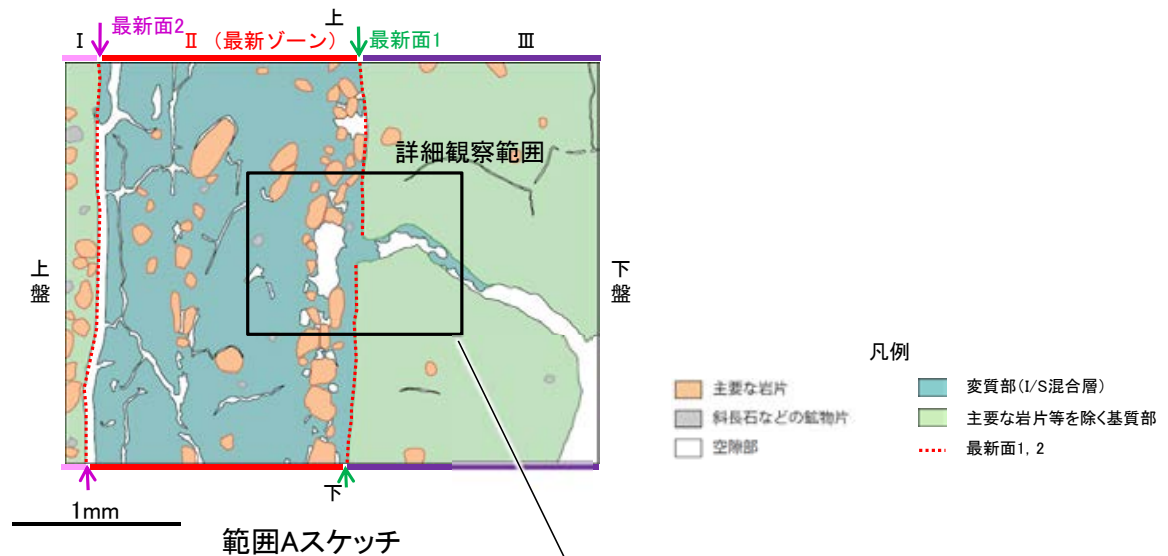 最新面2
上
Ⅰ
Ⅱ (最新ゾーン)
最新面1
Ⅲ
詳細観察範囲
上盤
下盤
下
1mm
範囲Aスケッチ
凡例
主要な岩片
斜長石などの鉱物片
空隙部
変質部(I/S混合層)
主要な岩片等を除く基質部
最新面1, 2